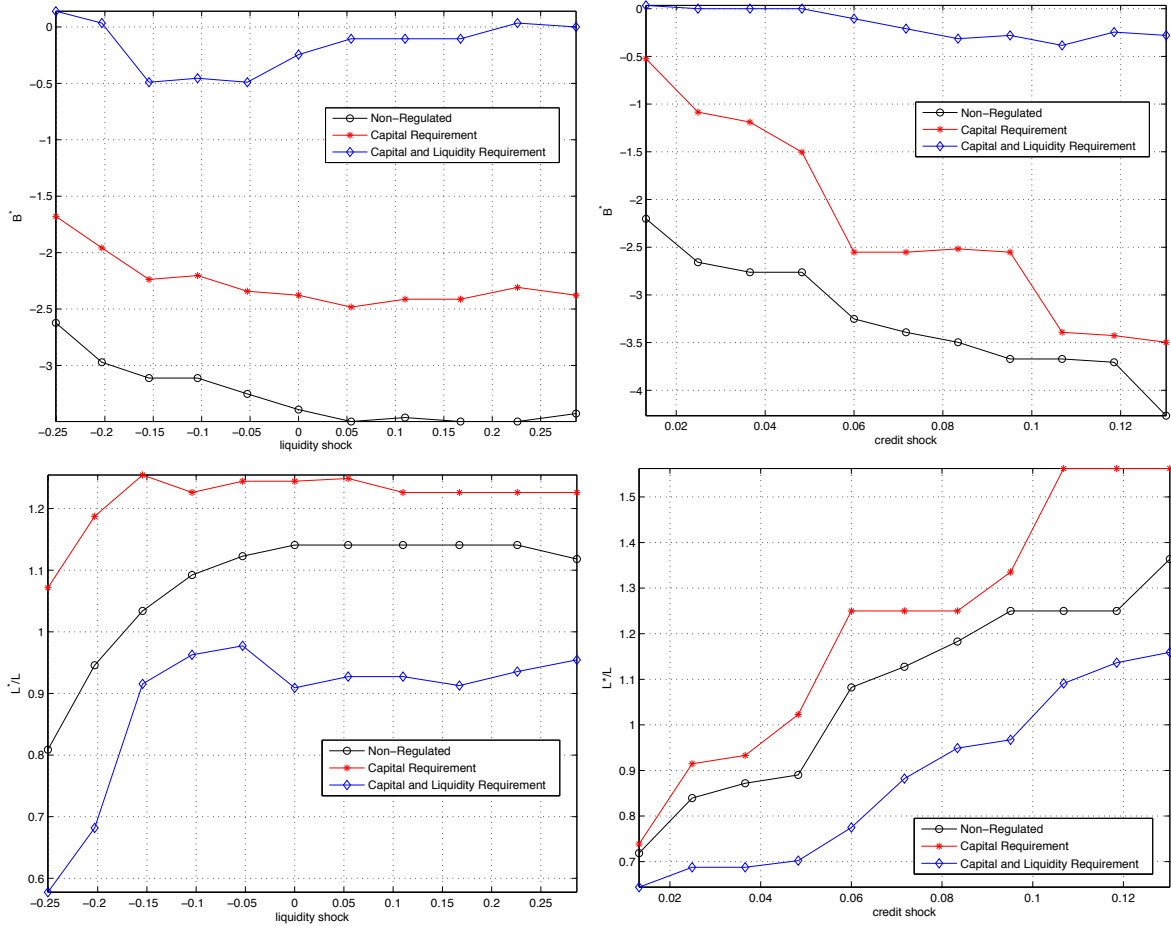 0
−0.5
−1
−1.5
−2
−2.5
−3
B*
−0.25 −0.2 −0.15 −0.1 −0.05 0 0.05 0.1 0.15 0.2 0.25
liquidity shock
Non−Regulated
Capital Requirement
Capital and Liquidity Requirement
0
−0.5
−1
−1.5
−2
−2.5
−3
−3.5
−4
B*
0.02 0.04 0.06 0.08 0.1 0.12
credit shock
Non−Regulated
Capital Requirement
Capital and Liquidity Requirement
1.2
1.1
1
0.9
0.8
0.7
0.6
L*/L
−0.25 −0.2 −0.15 −0.1 −0.05 0 0.05 0.1 0.15 0.2 0.25
liquidity shock
Non−Regulated
Capital Requirement
Capital and Liquidity Requirement
1.5
1.4
1.3
1.2
1.1
1
0.9
0.8
0.7
L*/L
0.02 0.04 0.06 0.08 0.1 0.12
credit shock
Non−Regulated
Capital Requirement
Capital and Liquidity Requirement